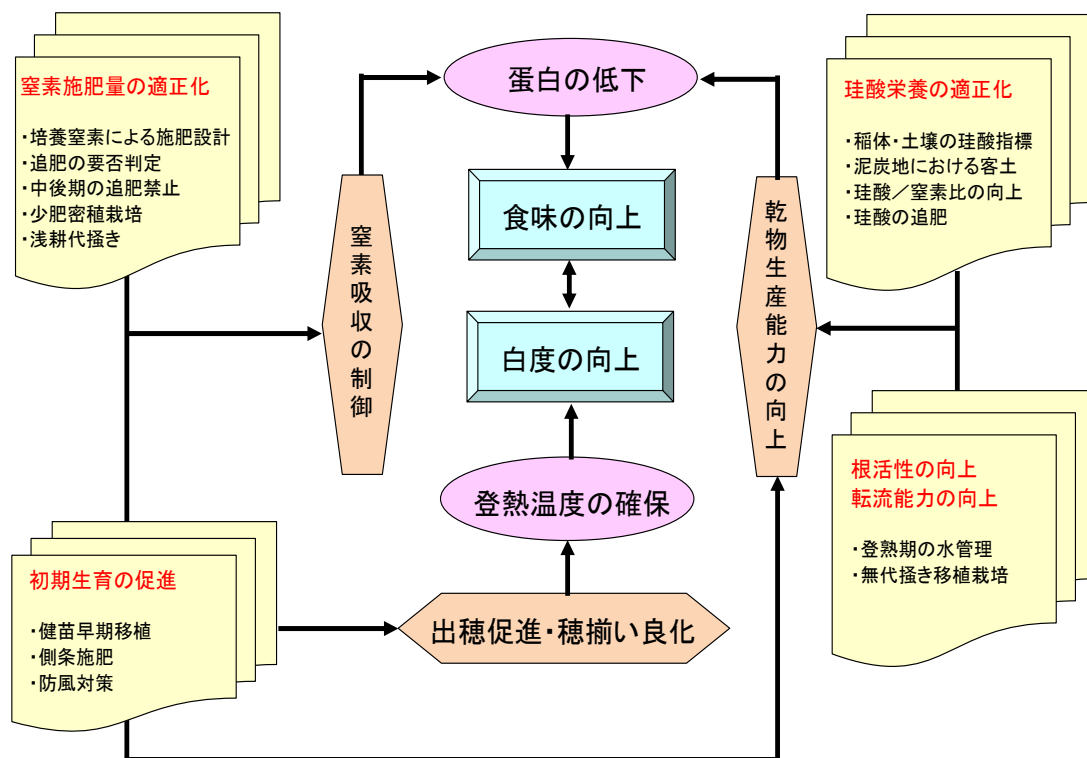 窒素施肥量の適正化
・培養窒素による施肥設計
・追肥の要否判定
・中後期の追肥禁止
・少肥密植栽培
・浅耕代掻き
蛋白の低下
珪酸栄養の適正化
・稲体・土壌の珪酸指標
・泥炭地における客土
・珪酸／窒素比の向上
・珪酸の追肥
窒素吸収の制御
食味の向上
白度の向上
乾物生産能力の向上
登熱温度の確保
根活性の向上
転流能力の向上
・登熟期の水管理
・無代掻き移植栽培
初期生育の促進
・健苗早期移植
・側条施肥
・防風対策
出穂促進・穂揃い良化